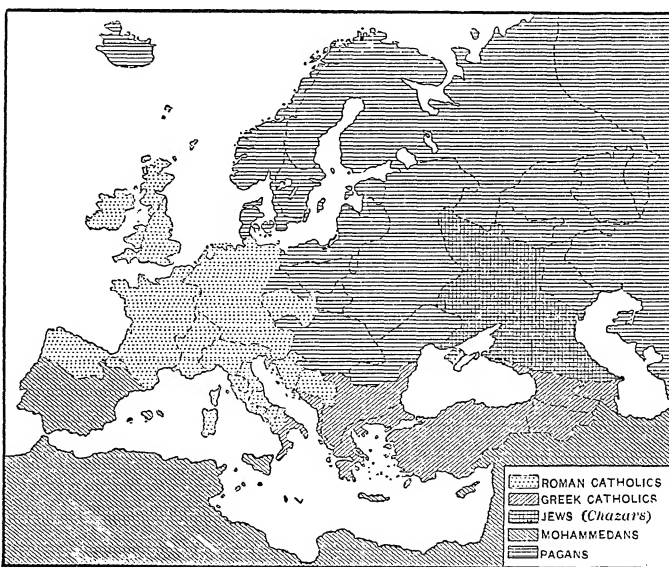 ROMAN CATHOLICS
GREEK CATHOLICS
JEWS (Chazars)
MOHAMMEDANS
PAGANS